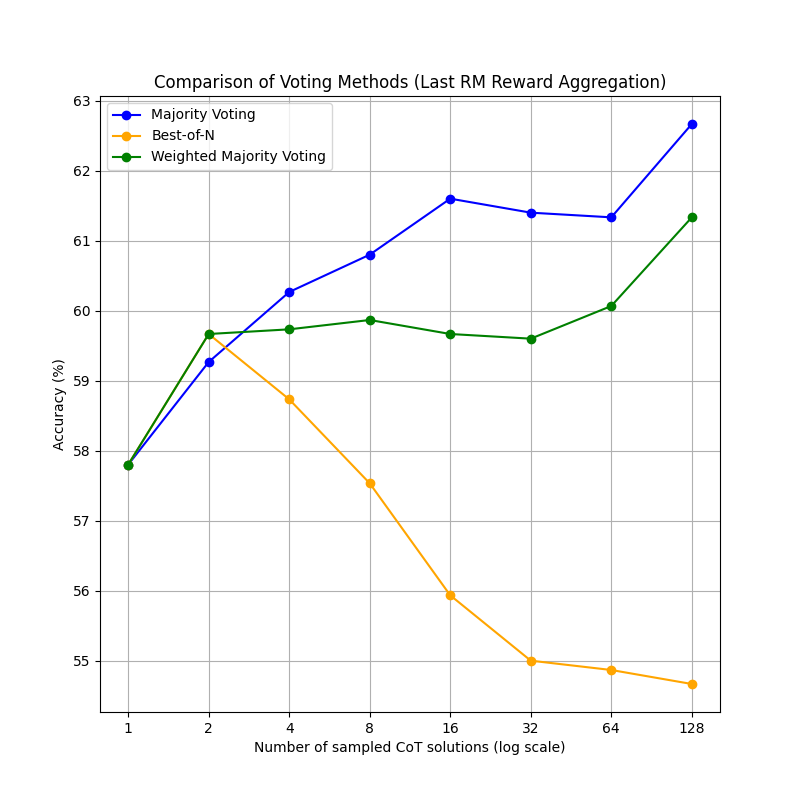 Comparison of Voting Methods (Last RM Reward Aggregation)
Majority Voting
Best-of-N
Weighted Majority Voting
Accuracy (%)
63
62
61
60
59
58
57
56
55
1 2 4 8 16 32 64 128
Number of sampled CoT solutions (log scale)